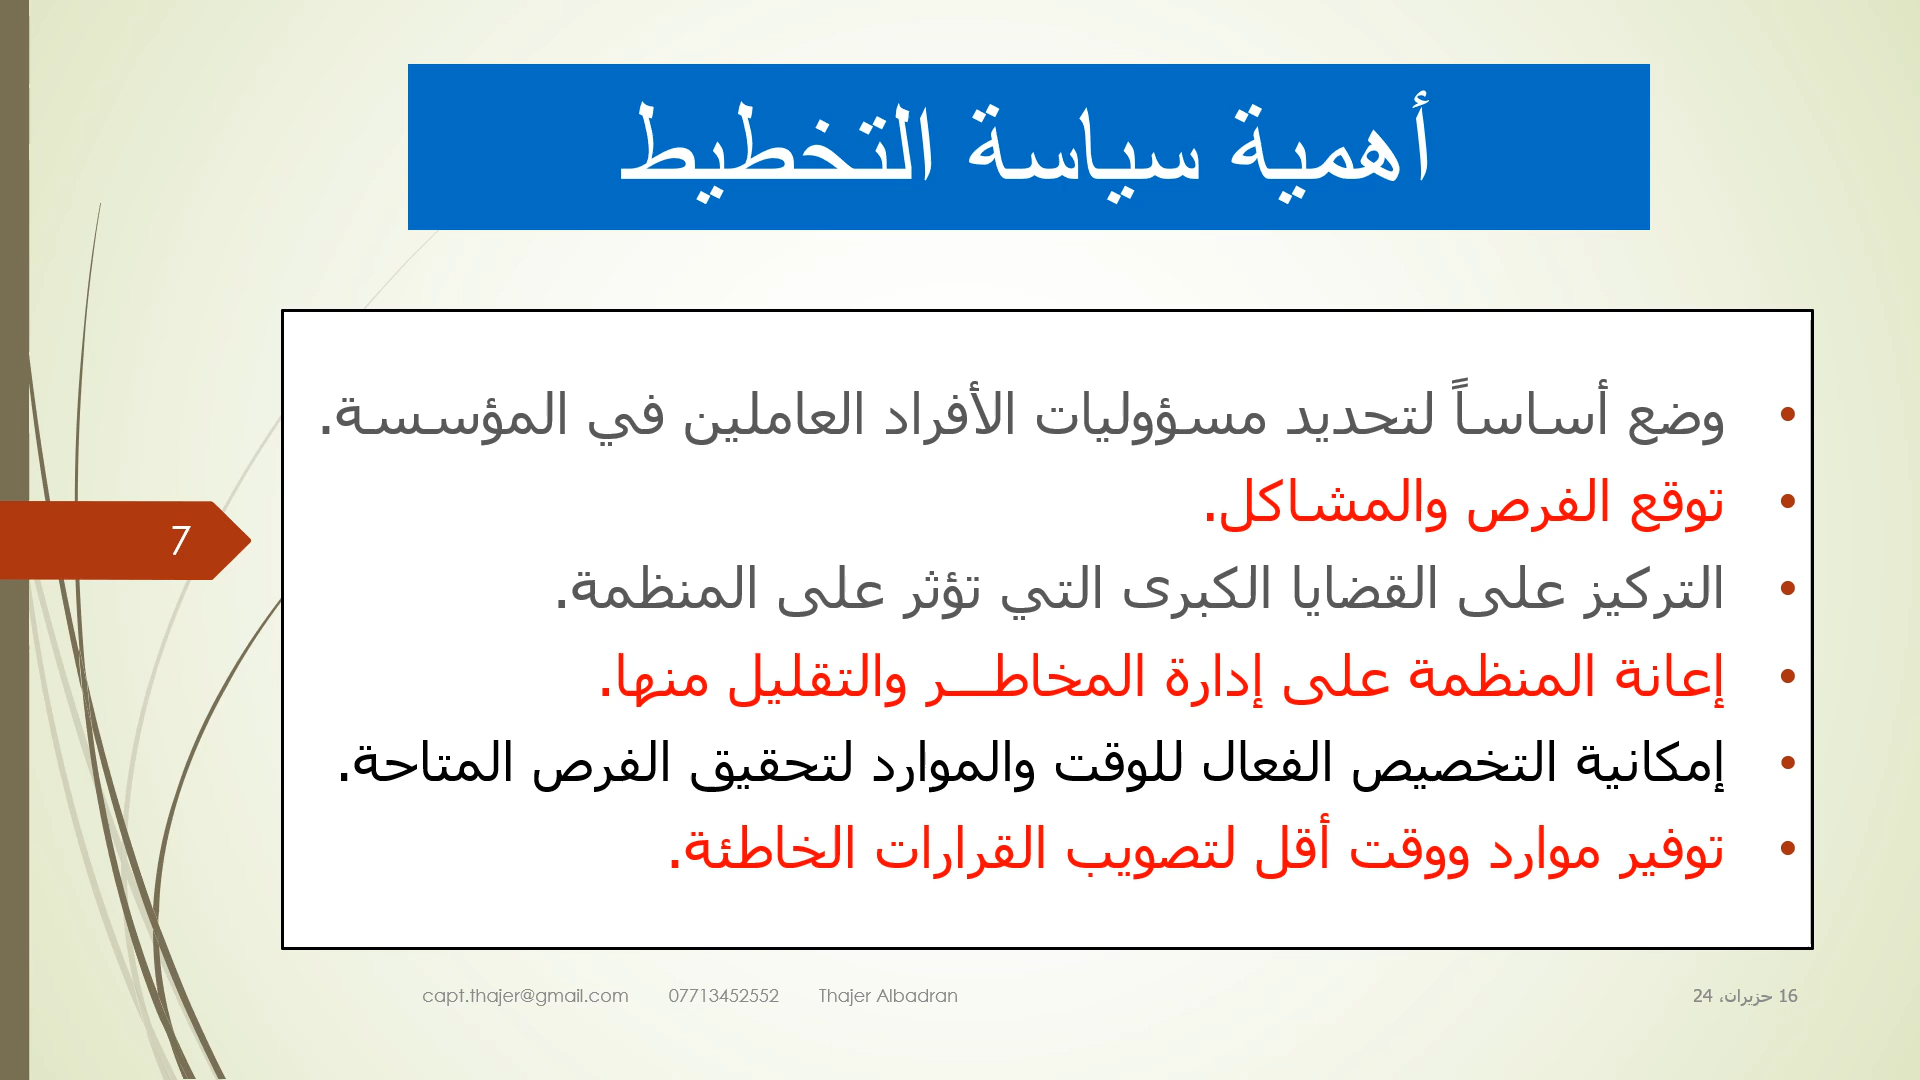 أهمية سياسة التخطيط
• وضع أساساً لتحديد مسؤوليات الأفراد العاملين في المؤسسة.
• توقع الفرص والمشاكل.
• التركيز على القضايا الكبرى التي تؤثر على المنظمة.
• إعانة المنظمة على إدارة المخاطـــر والتقليل منها.
• إمكانية التخصيص الفعال للوقت والموارد لتحقيق الفرص المتاحة.
• توفير موارد ووقت أقل لتصويب القرارات الخاطئة.
7
16 حزيران، 24
capt.thajer@gmail.com 07713452552 Thajer Albadran